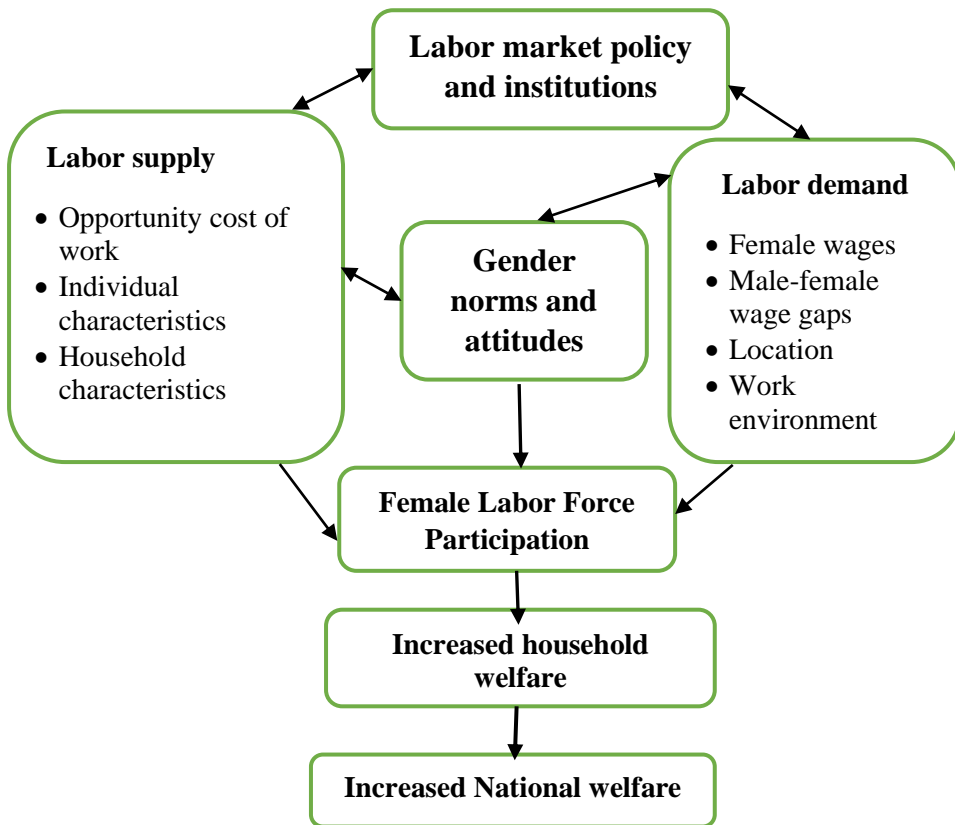 Labor market policy
and institutions
Labor supply
• Opportunity cost of
work
• Individual
characteristics
• Household
characteristics
Gender
norms and
attitudes
Labor demand
• Female wages
• Male-female
wage gaps
• Location
• Work
environment
Female Labor Force
Participation
Increased household
welfare
Increased National welfare